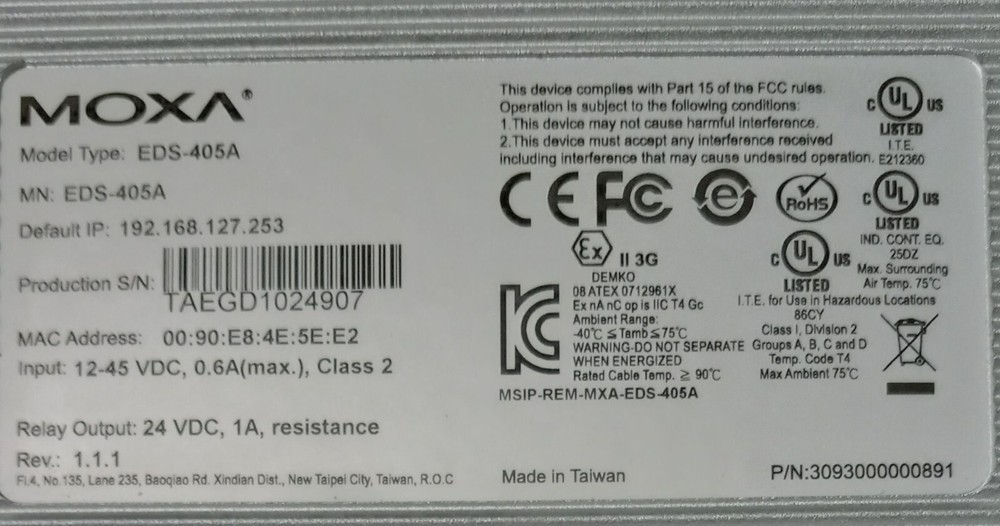 MOXA®
Model Type: EDS-405A
MN: EDS-405A
Default IP: 192.168.127.253
Production S/N:
TAEGD1024907
MAC Address: 00:90:E8:4E:5E:E2
Input: 12-45 VDC, 0.6A(max.), Class 2
Relay Output: 24 VDC, 1A, resistance
Rev.: 1.1.1
Fl.4, No.135, Lane 235, Baoqiao Rd. Xindian Dist., New Taipei City, Taiwan, R.O.C
This device complies with Part 15 of the FCC rules.
Operation is subject to the following conditions:
1.This device may not cause harmful interference.
2.This device must accept any interference received
including interference that may cause undesired operation.
C UL US
LISTED
I.T.E.
E212360
CE FC e RoHS
C UL US
LISTED
IND. CONT. EQ.
25DZ
Max. Surrounding
Air Temp. 75°C
Ex II 3G
DEMKO
08 ATEX 0712961X
Ex nA nC op is IIC T4 Gc
Ambient Range:
-40°C ≤ Tamb ≤ 75°C
WARNING-DO NOT SEPARATE
WHEN ENERGIZED
Rated Cable Temp. ≥ 90°C
C UL US
LISTED
I.T.E. for Use in Hazardous Locations
86CY
Class I, Division 2
Groups A, B, C and D
Temp. Code T4
Max Ambient 75°C
KC
MSIP-REM-MXA-EDS-405A
Made in Taiwan
P/N:3093000000891